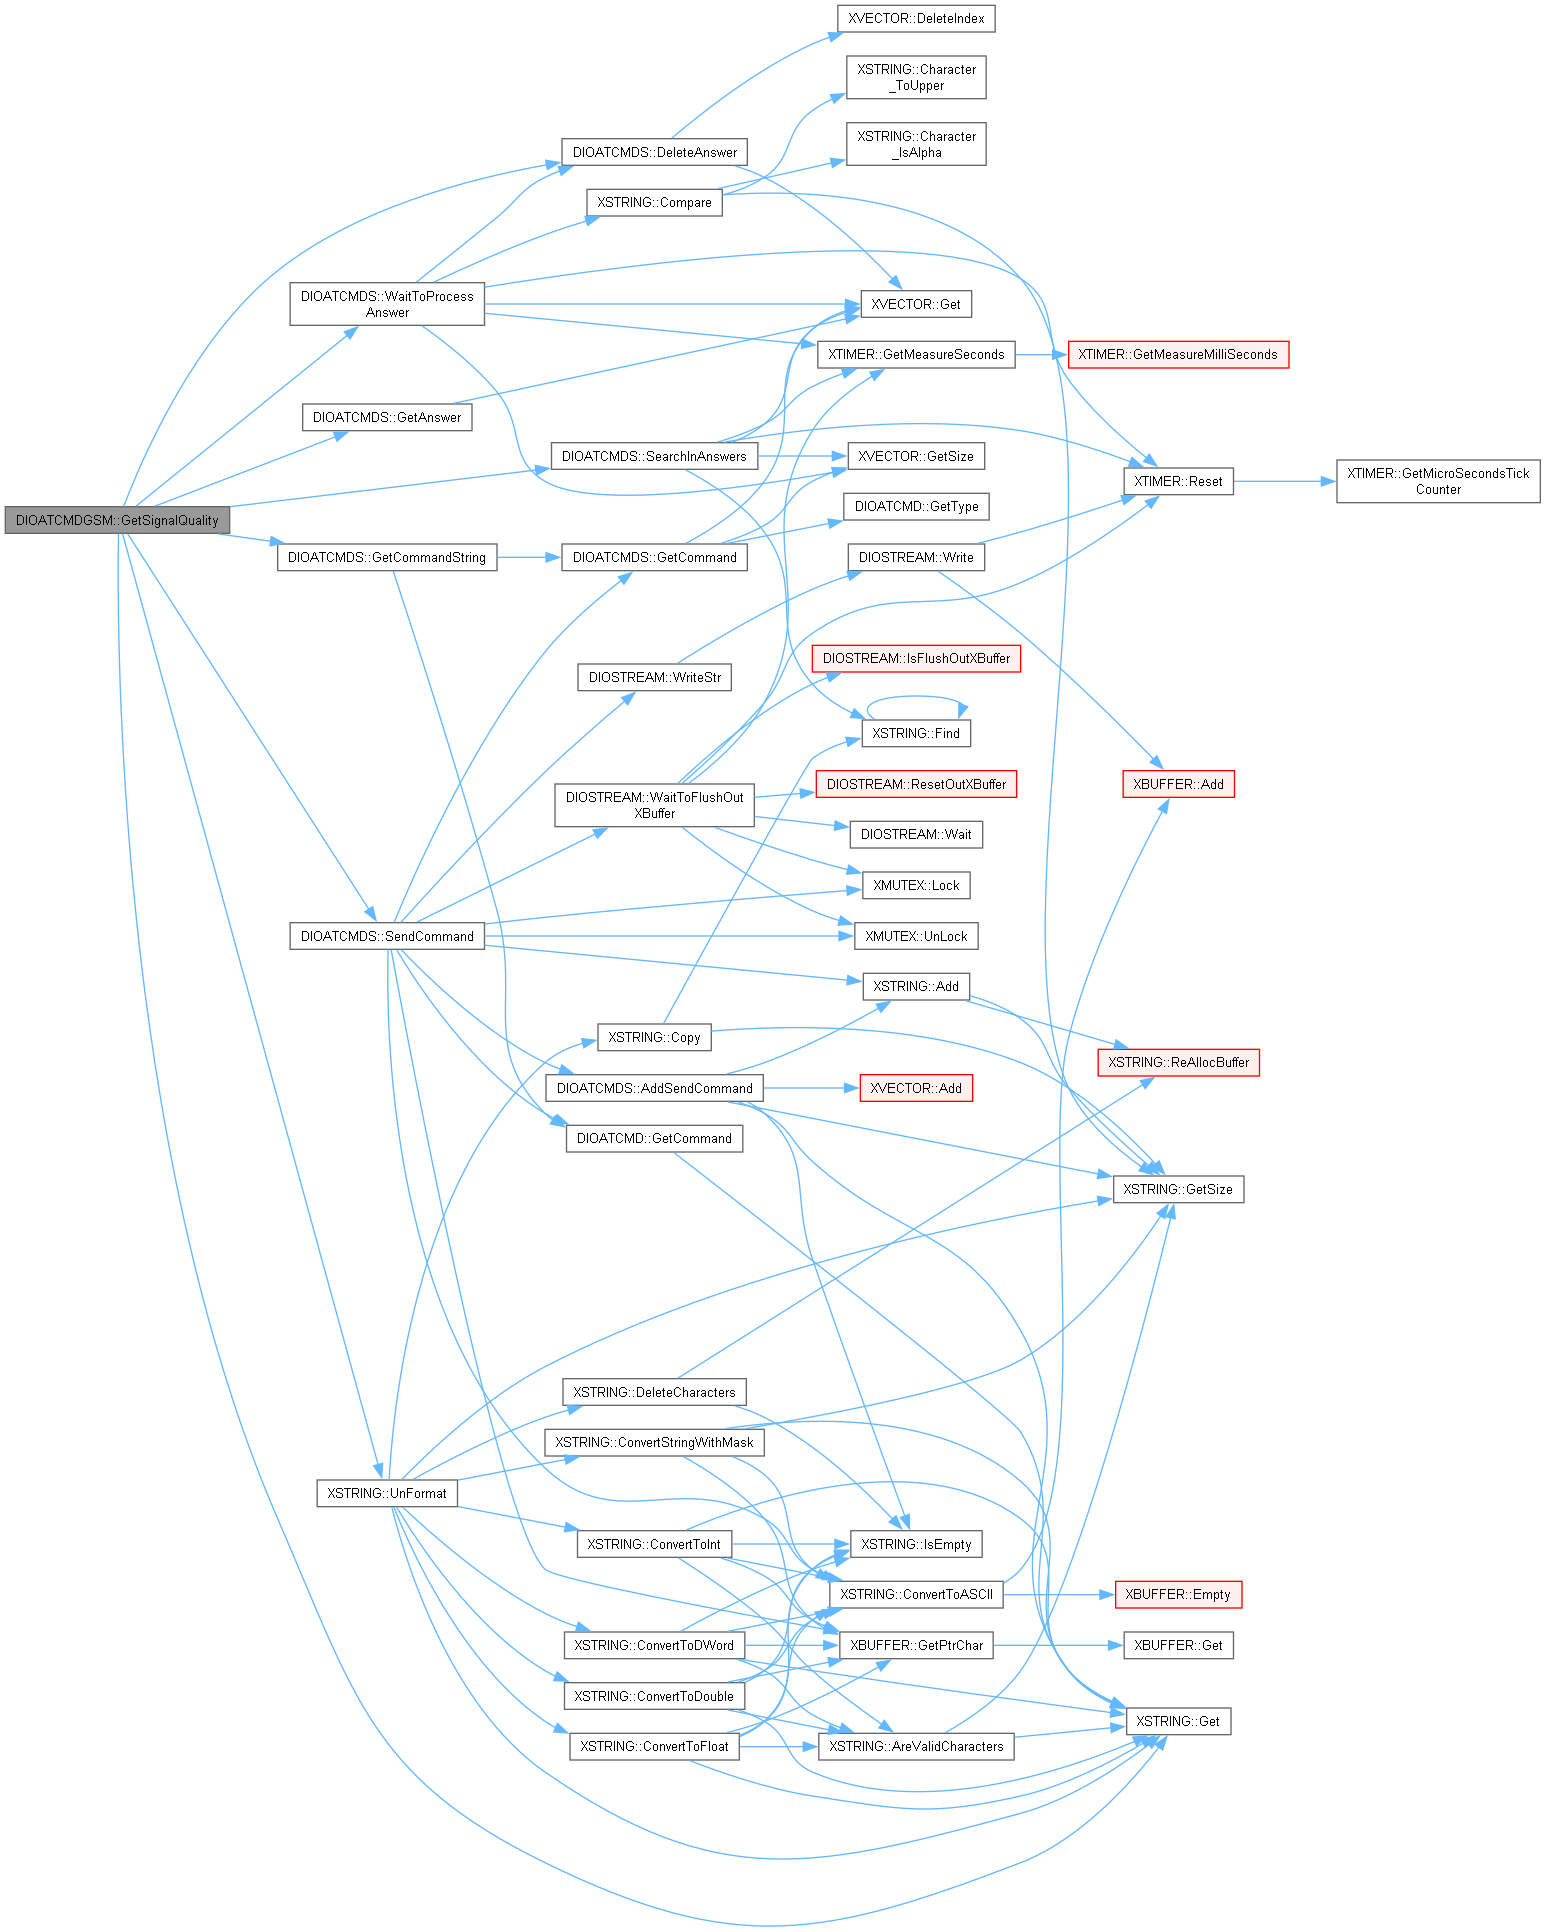 XVECTOR::DeleteIndex
XSTRING::Character
_ToUpper
XSTRING::Character
_IsAlpha
DIOATCMDS::DeleteAnswer
XSTRING::Compare
DIOATCMDS::WaitToProcess
Answer
XVECTOR::Get
XTIMER::GetMeasureSeconds
XTIMER::GetMeasureMilliSeconds
DIOATCMDS::GetAnswer
DIOATCMDS::SearchInAnswers
XVECTOR::GetSize
XTIMER::Reset
XTIMER::GetMicroSecondsTick
Counter
DIOATCMD::GetType
DIOATCMDGSM::GetSignalQuality
DIOATCMDS::GetCommandString
DIOATCMDS::GetCommand
DIOSTREAM::Write
DIOSTREAM::IsFlushOutXBuffer
DIOSTREAM::WriteStr
XSTRING::Find
DIOSTREAM::ResetOutXBuffer
XBUFFER::Add
DIOSTREAM::WaitToFlushOut
XBuffer
DIOSTREAM::Wait
XMUTEX::Lock
DIOATCMDS::SendCommand
XMUTEX::UnLock
XSTRING::Add
XSTRING::Copy
XSTRING::ReAllocBuffer
DIOATCMDS::AddSendCommand
XVECTOR::Add
DIOATCMD::GetCommand
XSTRING::GetSize
XSTRING::DeleteCharacters
XSTRING::ConvertStringWithMask
XSTRING::UnFormat
XSTRING::ConvertToInt
XSTRING::IsEmpty
XSTRING::ConvertToASCII
XBUFFER::Empty
XSTRING::ConvertToDWord
XBUFFER::GetPtrChar
XBUFFER::Get
XSTRING::ConvertToDouble
XSTRING::Get
XSTRING::ConvertToFloat
XSTRING::AreValidCharacters